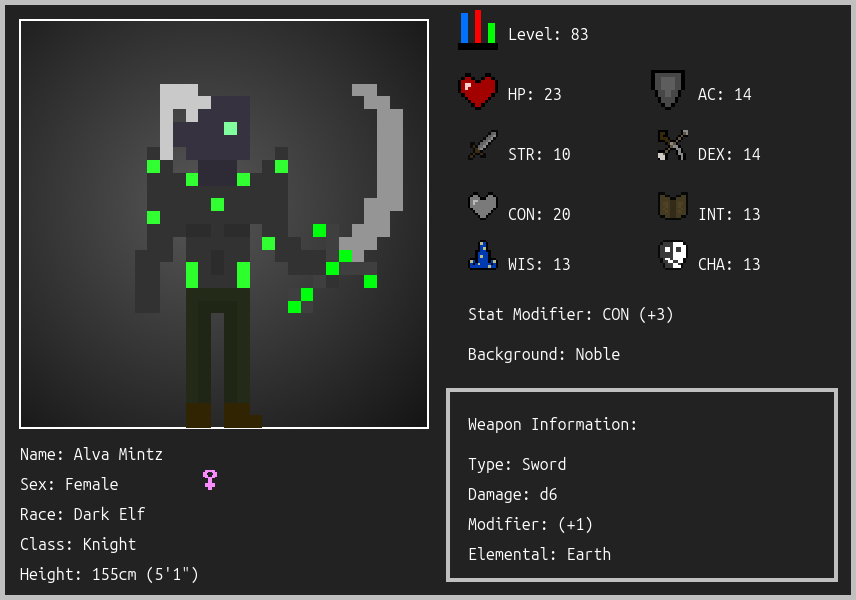 Level: 83
HP: 23
AC: 14
STR: 10
DEX: 14
CON: 20
INT: 13
WIS: 13
CHA: 13
Stat Modifier: CON (+3)
Background: Noble
Name: Alva Mintz
Sex: Female
Race: Dark Elf
Class: Knight
Height: 155cm (5'1")
Weapon Information:
Type: Sword
Damage: d6
Modifier: (+1)
Elemental: Earth